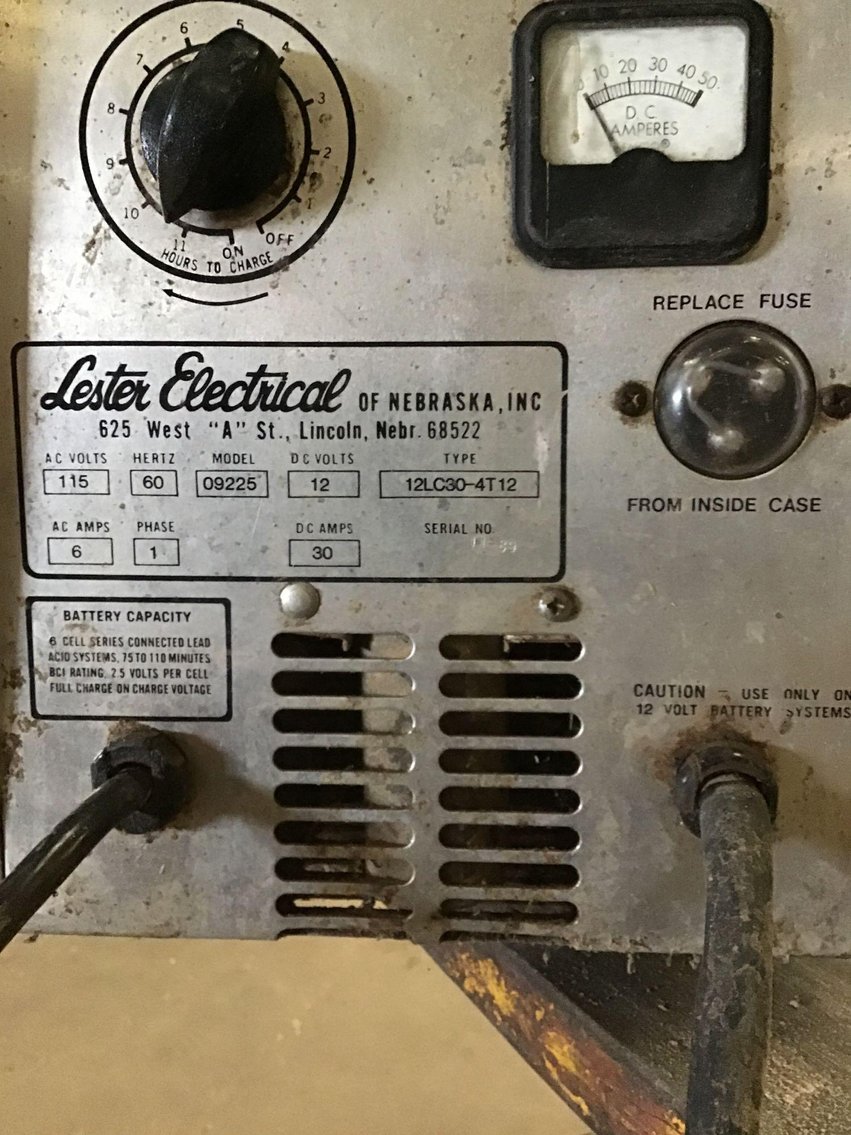 6 5 4
7 3
8 2
9 1
10 11 ON OFF
HOURS TO CHARGE
0 10 20 30 40 50
D.C.
AMPERES
®
REPLACE FUSE
FROM INSIDE CASE
Lester Electrical OF NEBRASKA, INC
625 West "A" St., Lincoln, Nebr. 68522
AC VOLTS HERTZ MODEL DC VOLTS TYPE
115 60 09225 12 12LC30-4T12
AC AMPS PHASE DC AMPS SERIAL NO.
6 1 30
BATTERY CAPACITY
6 CELL SERIES CONNECTED LEAD
ACID SYSTEMS, 75 TO 110 MINUTES
BCI RATING, 2.5 VOLTS PER CELL
FULL CHARGE ON CHARGE VOLTAGE
CAUTION - USE ONLY ON
12 VOLT BATTERY SYSTEMS